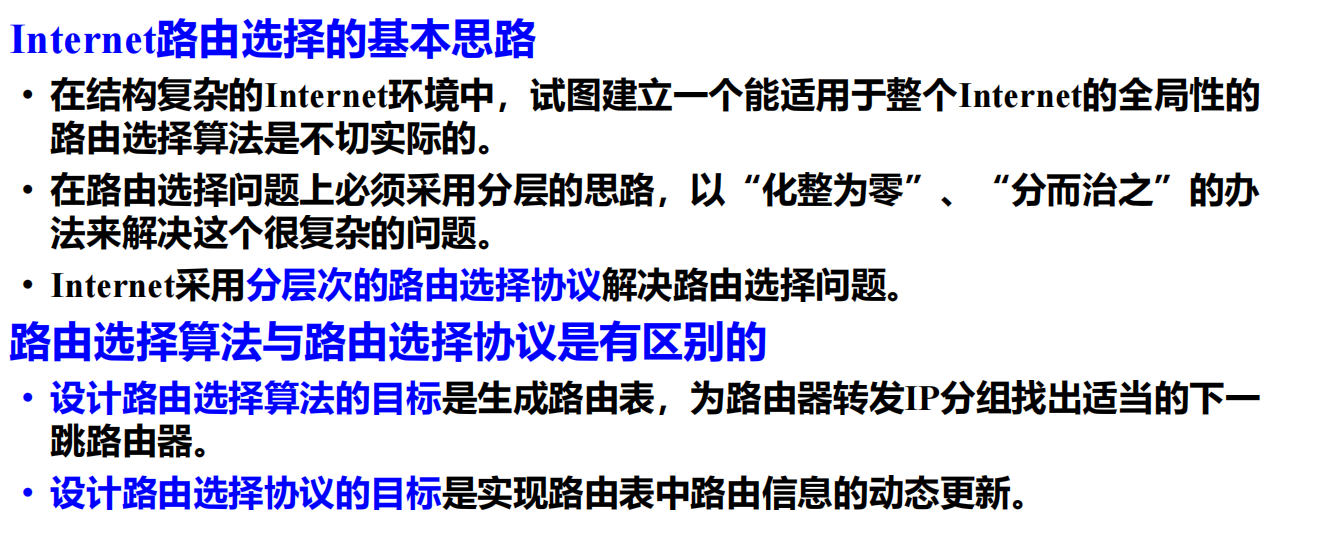 Internet路由选择的基本思路
• 在结构复杂的Internet环境中，试图建立一个能适用于整个Internet的全局性的
路由选择算法是不切实际的。
• 在路由选择问题上必须采用分层的思路，以“化整为零”、“分而治之”的办
法来解决这个很复杂的问题。
• Internet采用分层次的路由选择协议解决路由选择问题。
路由选择算法与路由选择协议是有区别的
• 设计路由选择算法的目标是生成路由表，为路由器转发IP分组找出适当的下一
跳路由器。
• 设计路由选择协议的目标是实现路由表中路由信息的动态更新。